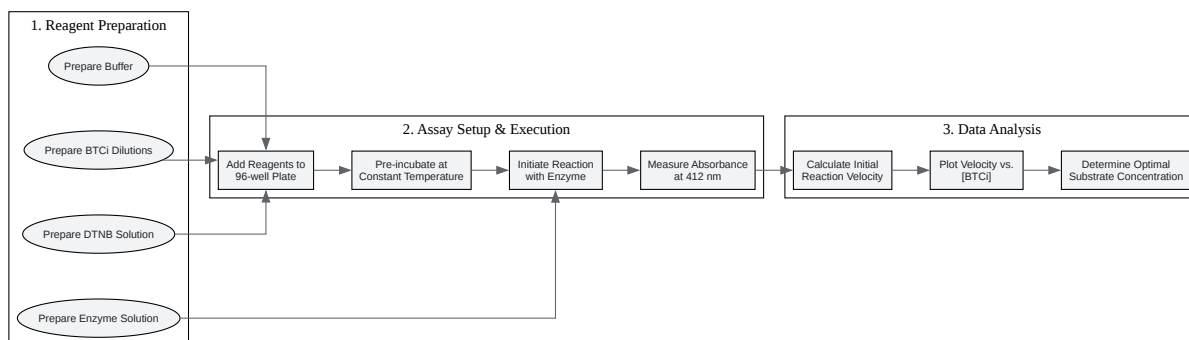 1. Reagent Preparation
Prepare Buffer
Prepare BTCi Dilutions
Prepare DTNB Solution
Prepare Enzyme Solution
2. Assay Setup & Execution
Add Reagents to
96-well Plate
Pre-incubate at
Constant Temperature
Initiate Reaction
with Enzyme
Measure Absorbance
at 412 nm
3. Data Analysis
Calculate Initial
Reaction Velocity
Plot Velocity vs.
[BTCi]
Determine Optimal
Substrate Concentration